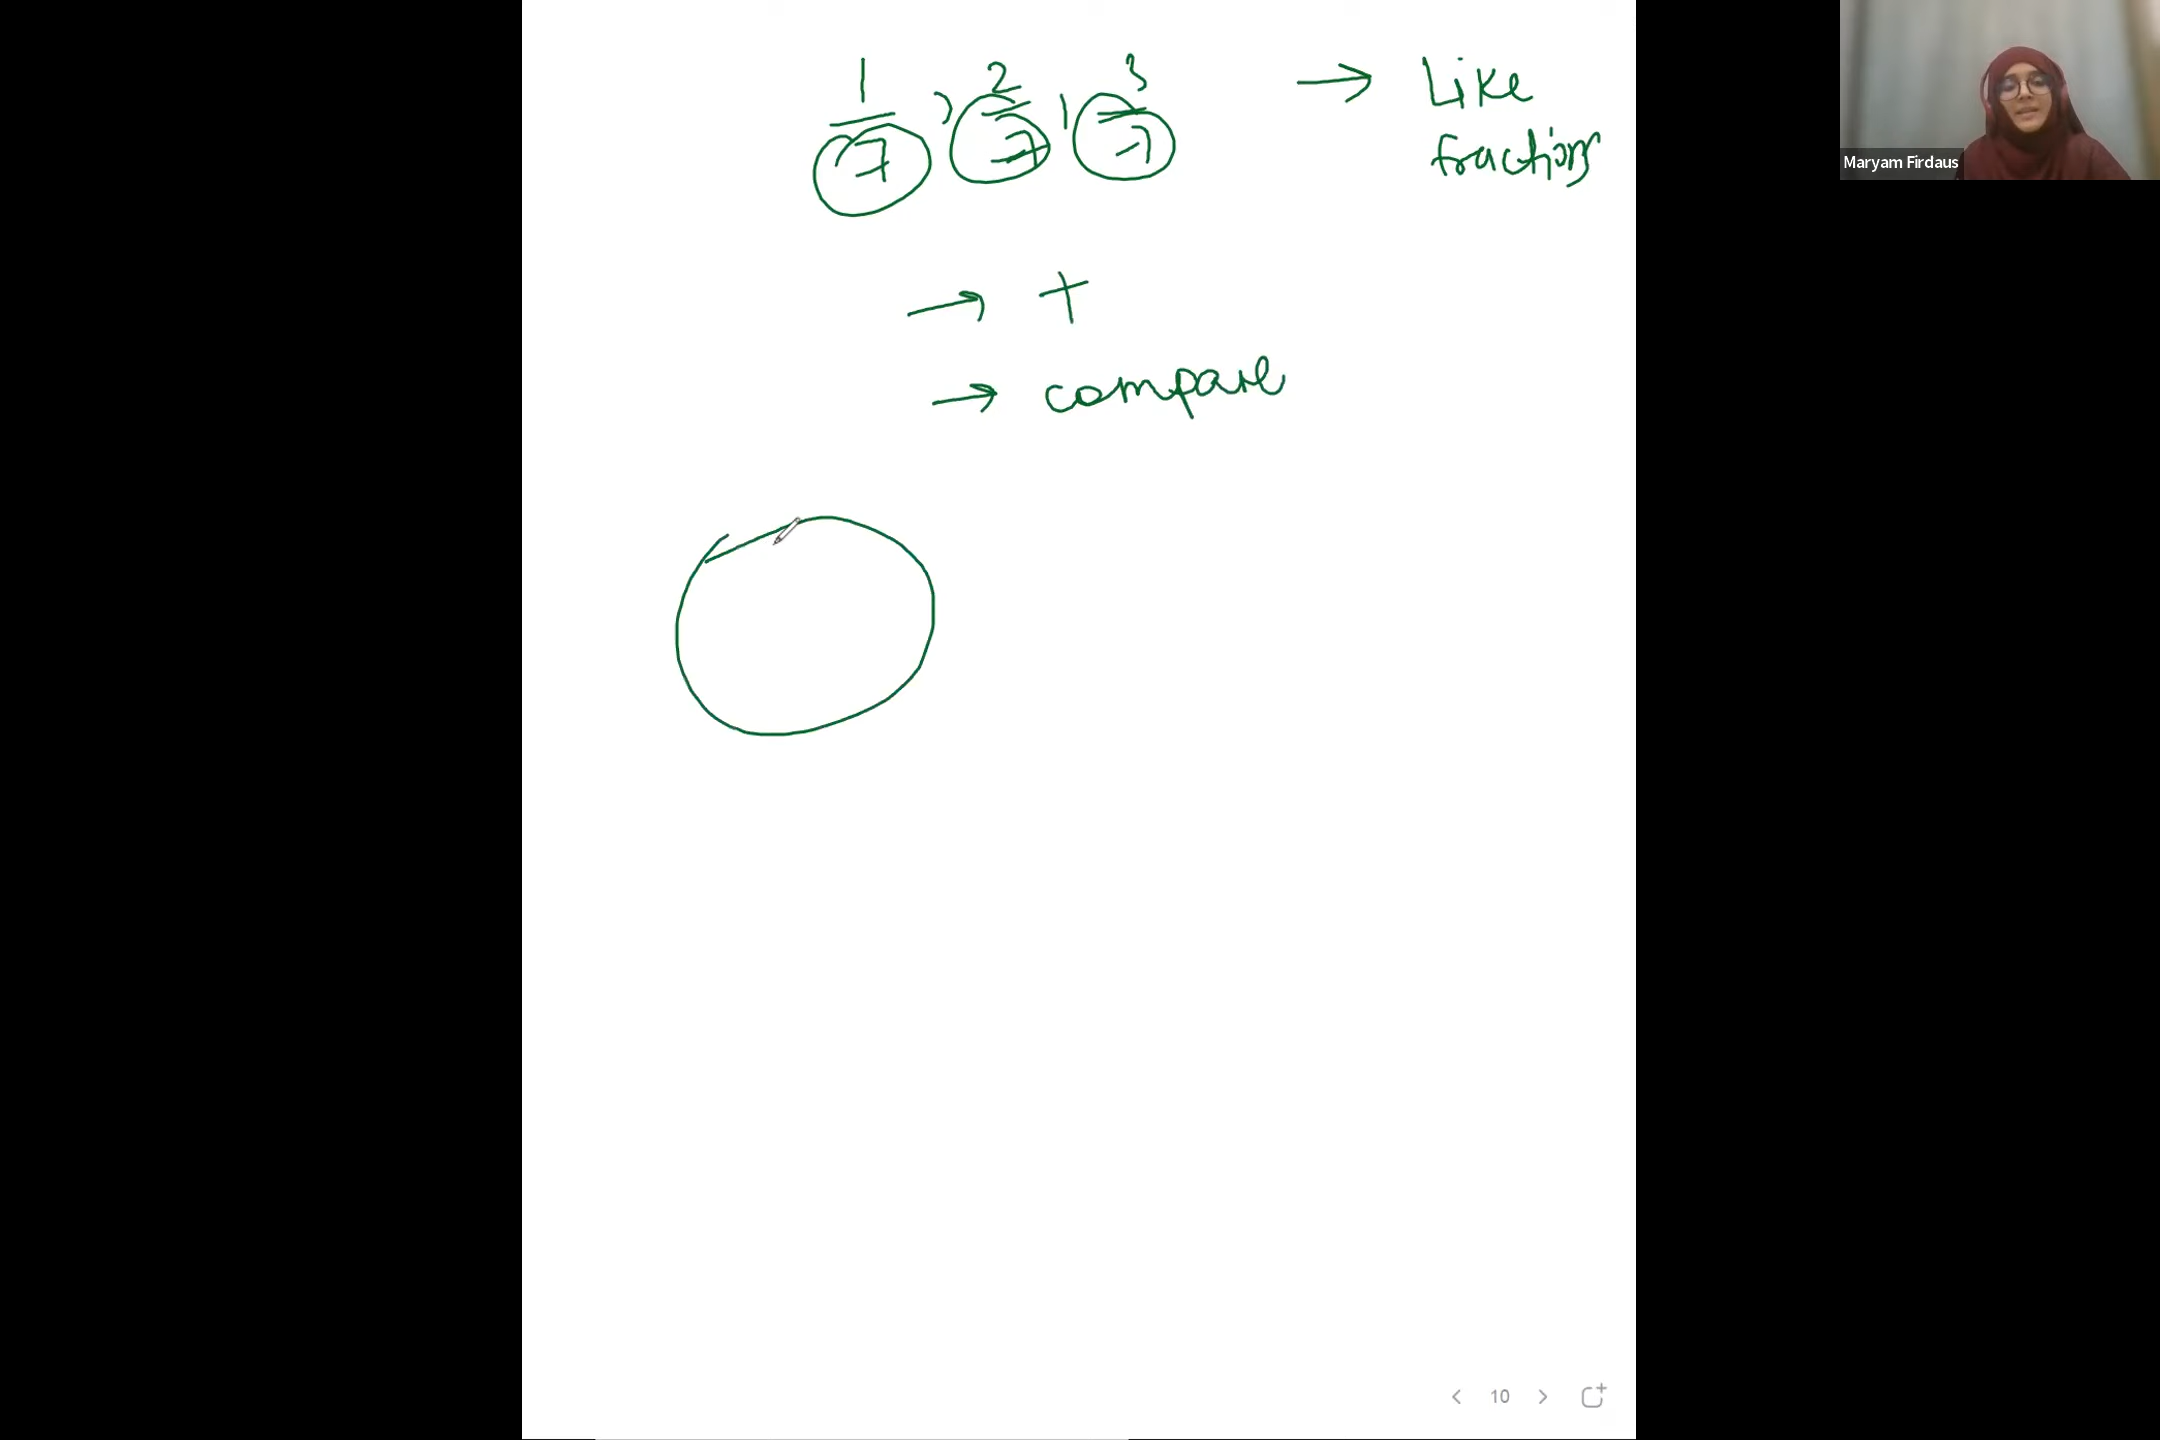 1/7, 2/7, 3/7 → Like
fractions
→ +
→ compare
Maryam Firdaus
< 10 >